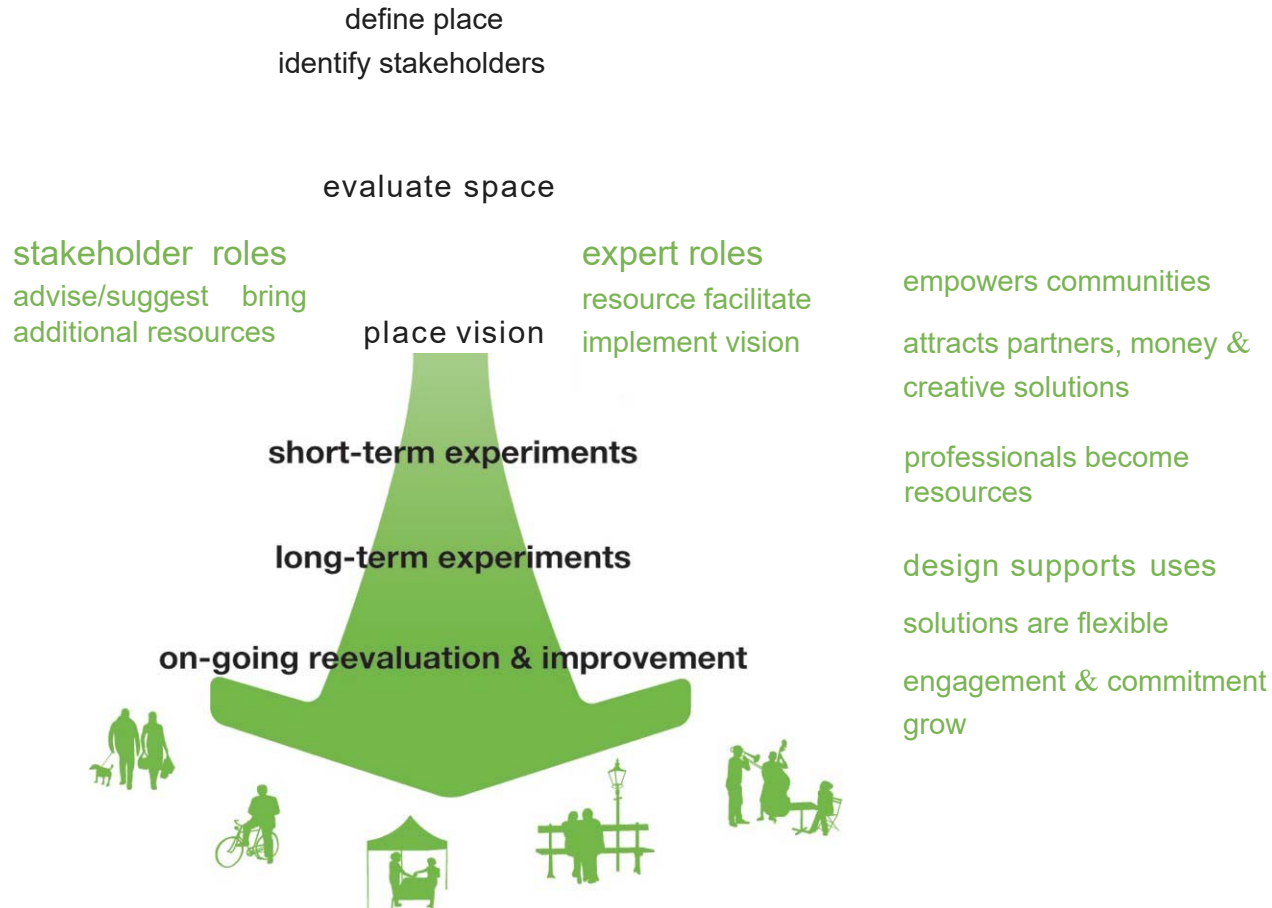 define place
identify stakeholders
evaluate space
stakeholder roles
advise/suggest bring
additional resources
expert roles
resource facilitate
implement vision
place vision
short-term experiments
long-term experiments
on-going reevaluation & improvement
empowers communities
attracts partners, money &
creative solutions
professionals become
resources
design supports uses
solutions are flexible
engagement & commitment
grow